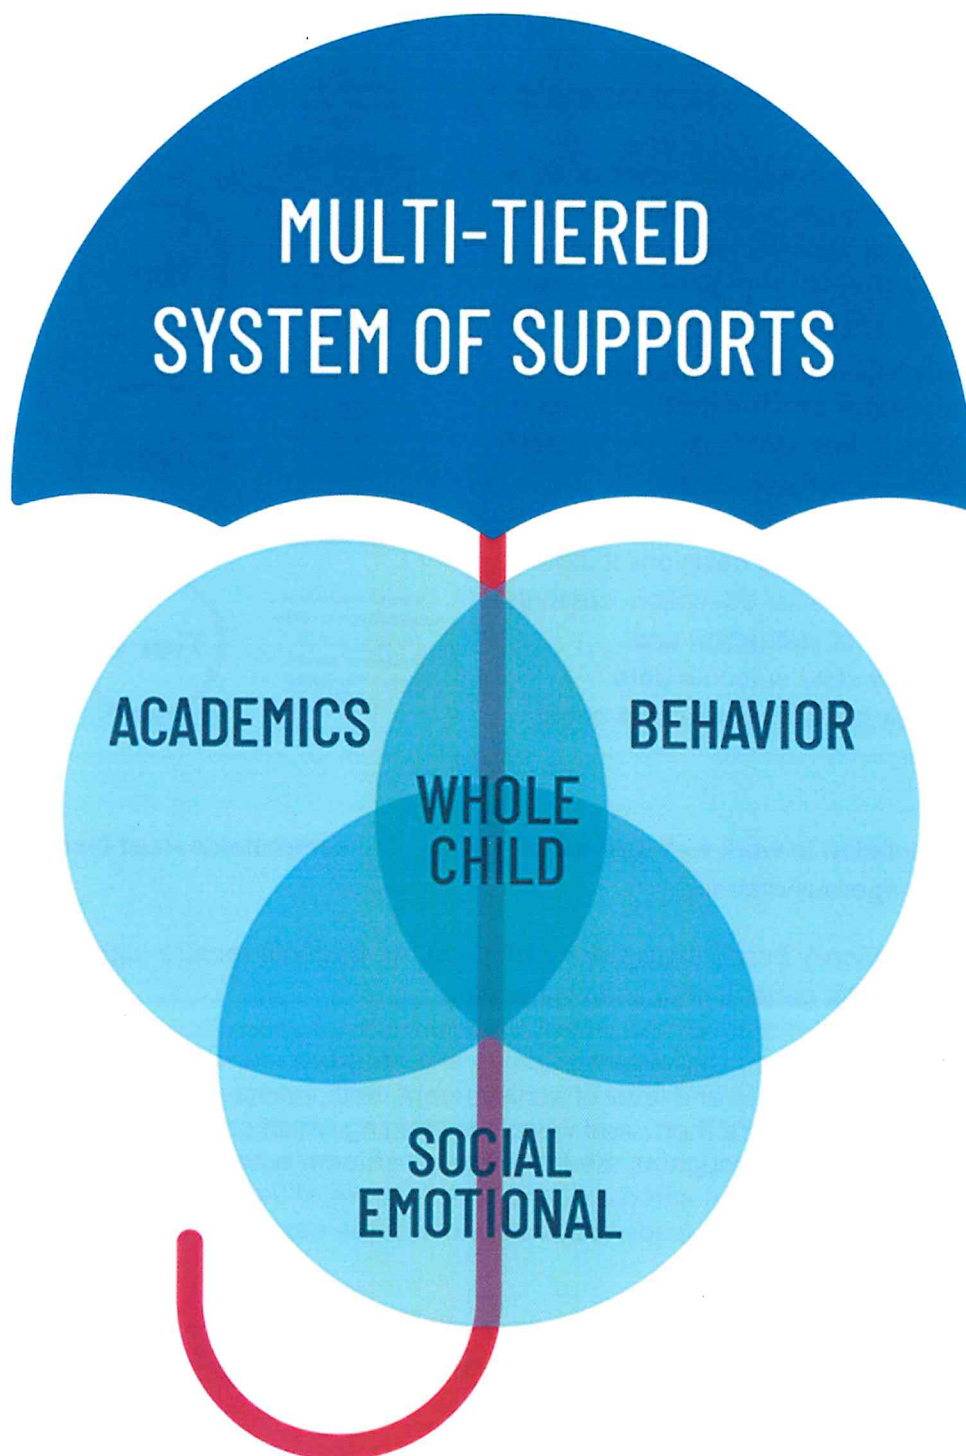 MULTI-TIERED
SYSTEM OF SUPPORTS
ACADEMICS
BEHAVIOR
WHOLE
CHILD
SOCIAL
EMOTIONAL